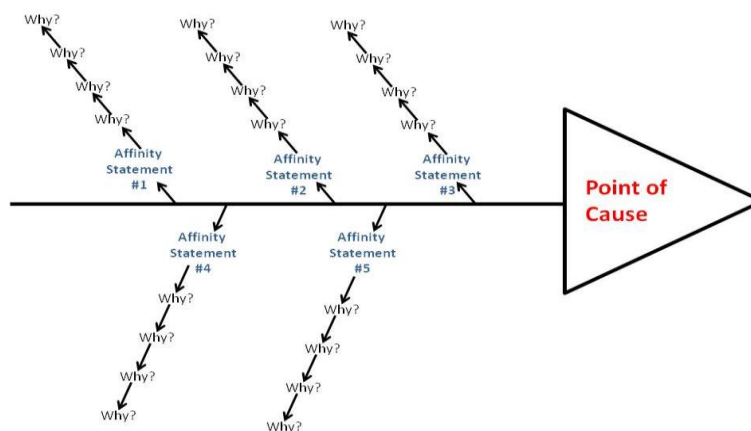 Why?
Why?
Why?
Why?
Affinity
Statement
#1
Why?
Why?
Why?
Why?
Affinity
Statement
#2
Why?
Why?
Why?
Why?
Affinity
Statement
#3
Point of
Cause
Affinity
Statement
#4
Why?
Why?
Why?
Why?
Affinity
Statement
#5
Why?
Why?
Why?
Why?